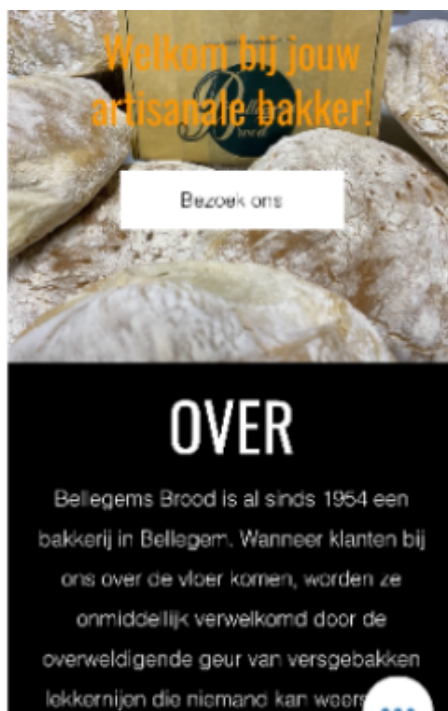 Welkom bij jouw
artisanale bakker!
Brood
Bezoek ons
OVER
Bellegems Brood is al sinds 1954 een
bakkerij in Bellegem. Wanneer klanten bij
ons over de vloer komen, worden ze
onmiddellijk verwelkomd door de
overweldigende geur van versgebakken
lekkernijen die niemand kan